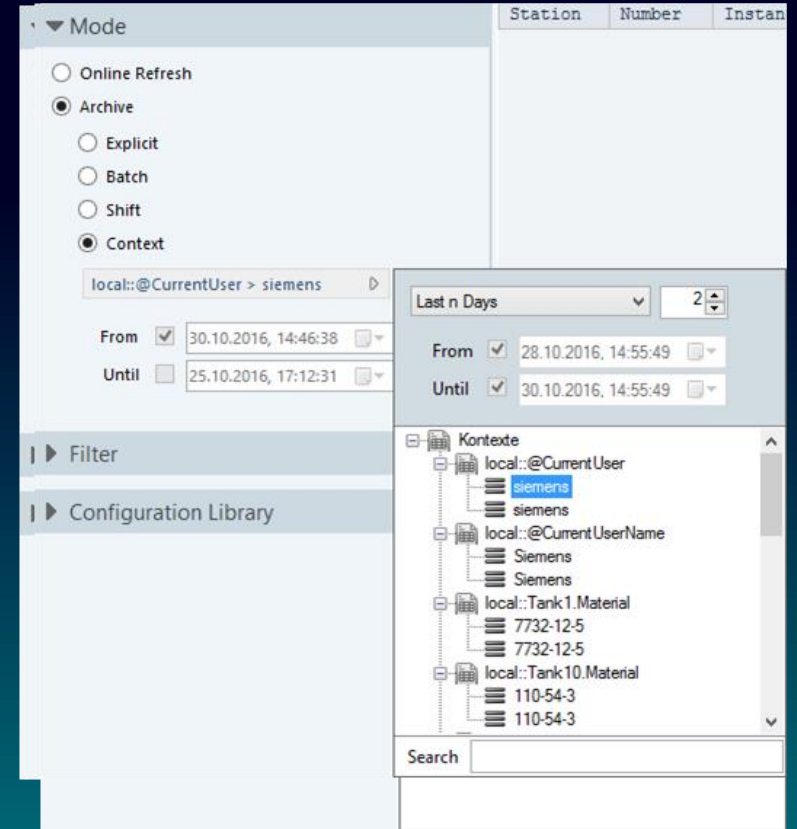 Station Number Instan
Mode
Online Refresh
Archive
Explicit
Batch
Shift
Context
local::@CurrentUser > siemens
From 30.10.2016, 14:46:38
Until 25.10.2016, 17:12:31
Filter
Configuration Library
Last n Days 2
From 28.10.2016, 14:55:49
Until 30.10.2016, 14:55:49
Kontexte
local::@CurrentUser
siemens
siemens
local::@CurrentUserName
Siemens
Siemens
local::Tank1.Material
7732-12-5
7732-12-5
local::Tank10.Material
110-54-3
110-54-3
Search